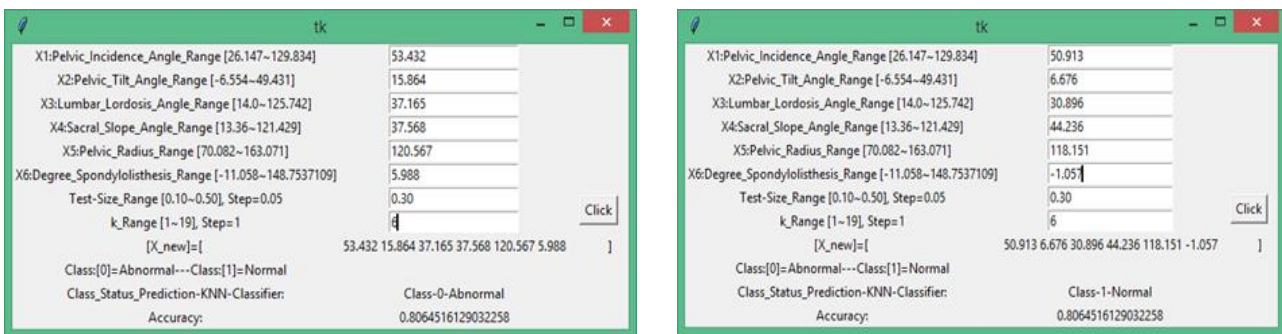 tk
X1:Pelvic_Incidence_Angle_Range [26.147~129.834] 53.432
X2:Pelvic_Tilt_Angle_Range [-6.554~49.431] 15.864
X3:Lumbar_Lordosis_Angle_Range [14.0~125.742] 37.165
X4:Sacral_Slope_Angle_Range [13.36~121.429] 37.568
X5:Pelvic_Radius_Range [70.082~163.071] 120.567
X6:Degree_Spondylolisthesis_Range [-11.058~148.7537109] 5.988
Test-Size_Range [0.10~0.50], Step=0.05 0.30
Click
k_Range [1~19], Step=1 6
[X_new]=[ 53.432 15.864 37.165 37.568 120.567 5.988 ]
Class:[0]=Abnormal---Class:[1]=Normal
Class_Status_Prediction-KNN-Classifier: Class-0-Abnormal
Accuracy: 0.8064516129032258
tk
X1:Pelvic_Incidence_Angle_Range [26.147~129.834] 50.913
X2:Pelvic_Tilt_Angle_Range [-6.554~49.431] 6.676
X3:Lumbar_Lordosis_Angle_Range [14.0~125.742] 30.896
X4:Sacral_Slope_Angle_Range [13.36~121.429] 44.236
X5:Pelvic_Radius_Range [70.082~163.071] 118.151
X6:Degree_Spondylolisthesis_Range [-11.058~148.7537109] -1.057
Test-Size_Range [0.10~0.50], Step=0.05 0.30
Click
k_Range [1~19], Step=1 6
[X_new]=[ 50.913 6.676 30.896 44.236 118.151 -1.057 ]
Class:[0]=Abnormal---Class:[1]=Normal
Class_Status_Prediction-KNN-Classifier: Class-1-Normal
Accuracy: 0.8064516129032258